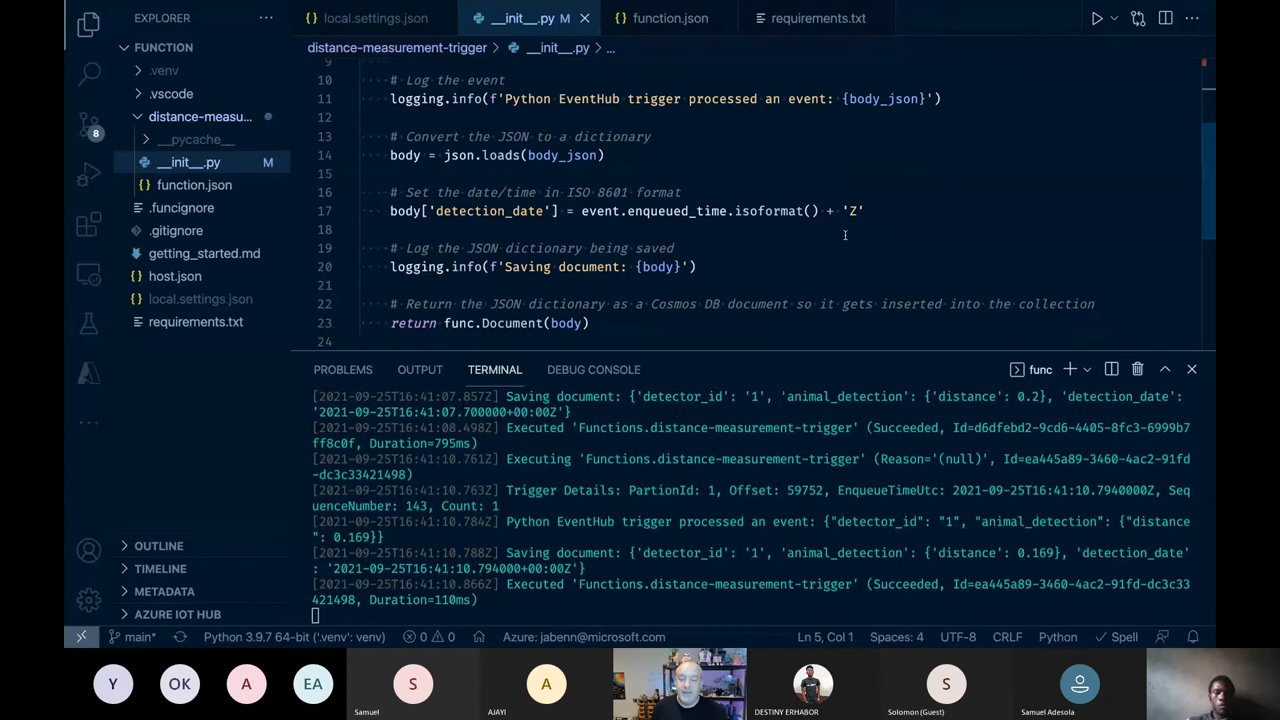 EXPLORER
local.settings.json
__init__.py M
function.json
requirements.txt
FUNCTION
distance-measurement-trigger > __init__.py > ...
.venv
.vscode
distance-measu...
__pycache__
__init__.py M
function.json
.funcignore
.gitignore
getting_started.md
host.json
local.settings.json
requirements.txt
9
10 # Log the event
11 logging.info(f'Python EventHub trigger processed an event: {body_json}')
12
13 # Convert the JSON to a dictionary
14 body = json.loads(body_json)
15
16 # Set the date/time in ISO 8601 format
17 body['detection_date'] = event.enqueued_time.isoformat() + 'Z'
18
19 # Log the JSON dictionary being saved
20 logging.info(f'Saving document: {body}')
21
22 # Return the JSON dictionary as a Cosmos DB document so it gets inserted into the collection
23 return func.Document(body)
24
8
PROBLEMS OUTPUT TERMINAL DEBUG CONSOLE
func
[2021-09-25T16:41:07.857Z] Saving document: {'detector_id': '1', 'animal_detection': {'distance': 0.2}, 'detection_date':
'2021-09-25T16:41:07.700000+00:00Z'}
[2021-09-25T16:41:08.498Z] Executed 'Functions.distance-measurement-trigger' (Succeeded, Id=d6dfebd2-9cd6-4405-8fc3-6999b7
ff8c0f, Duration=795ms)
[2021-09-25T16:41:10.761Z] Executing 'Functions.distance-measurement-trigger' (Reason='(null)', Id=ea445a89-3460-4ac2-91fd
-dc3c33421498)
[2021-09-25T16:41:10.763Z] Trigger Details: PartionId: 1, Offset: 59752, EnqueueTimeUtc: 2021-09-25T16:41:10.7940000Z, Seq
uenceNumber: 143, Count: 1
[2021-09-25T16:41:10.784Z] Python EventHub trigger processed an event: {"detector_id": "1", "animal_detection": {"distance
": 0.169}}
[2021-09-25T16:41:10.788Z] Saving document: {'detector_id': '1', 'animal_detection': {'distance': 0.169}, 'detection_date'
: '2021-09-25T16:41:10.794000+00:00Z'}
[2021-09-25T16:41:10.866Z] Executed 'Functions.distance-measurement-trigger' (Succeeded, Id=ea445a89-3460-4ac2-91fd-dc3c33
421498, Duration=110ms)
OUTLINE
TIMELINE
METADATA
AZURE IOT HUB
main*
Python 3.9.7 64-bit ('.venv': venv)
0 0
Azure: jabenn@microsoft.com
Ln 5, Col 1
Spaces: 4
UTF-8
CRLF
Python
Spell
Y
OK
A
EA
S
A
S
Samuel
AJAYI
DESTINY ERHABOR
Solomon (Guest)
Samuel Adesola